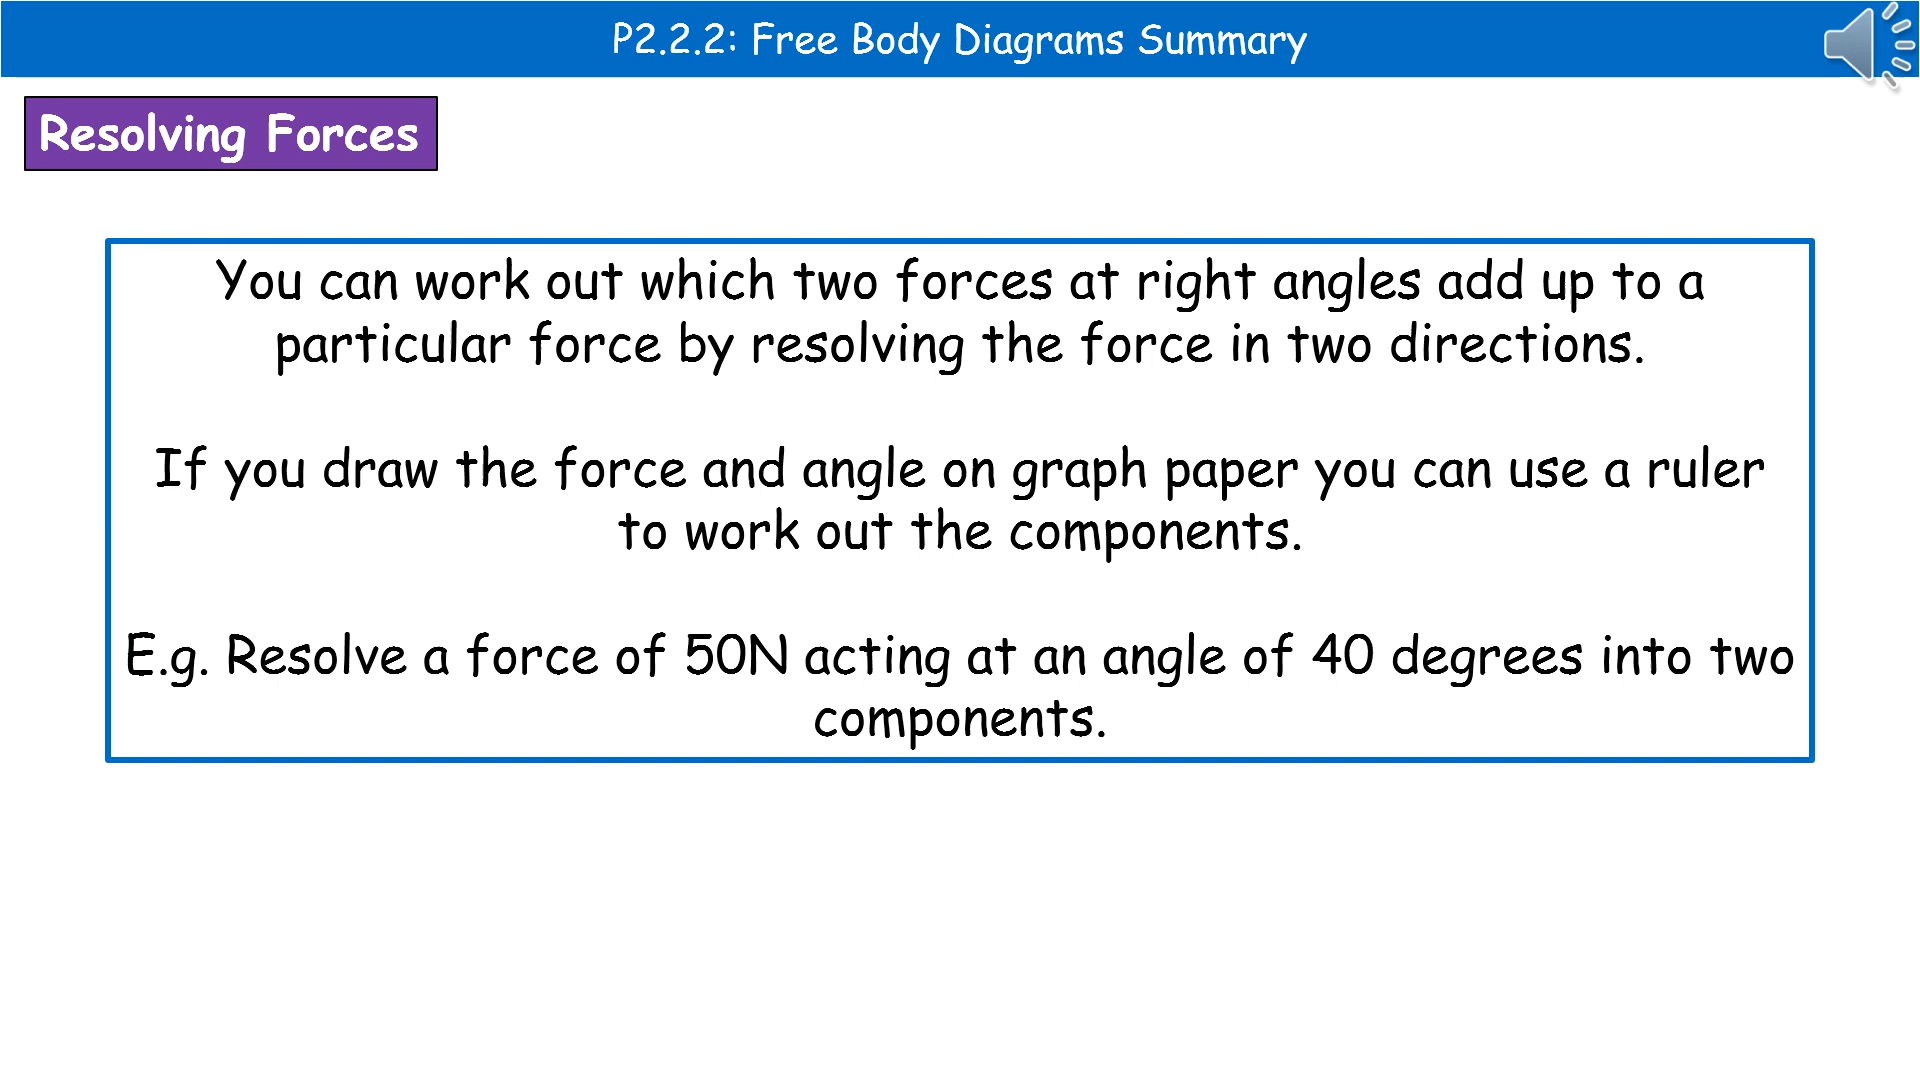 P2.2.2: Free Body Diagrams Summary
Resolving Forces
You can work out which two forces at right angles add up to a
particular force by resolving the force in two directions.
If you draw the force and angle on graph paper you can use a ruler
to work out the components.
E.g. Resolve a force of 50N acting at an angle of 40 degrees into two
components.